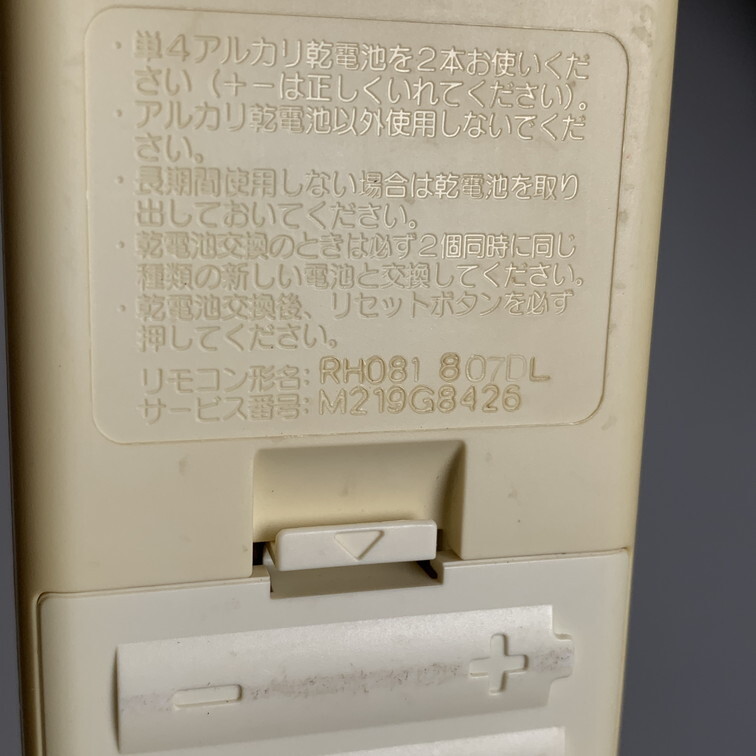 ・単4アルカリ乾電池を2本お使いくだ
さい（＋－は正しくいれてください）。
・アルカリ乾電池以外使用しないでくだ
さい。
・長期間使用しない場合は乾電池を取り
出しておいてください。
・乾電池交換のときは必ず2個同時に同じ
種類の新しい電池と交換してください。
・乾電池交換後、リセットボタンを必ず
押してください。
リモコン形名：RH081 807DL
サービス番号：M219G8426
－ ＋